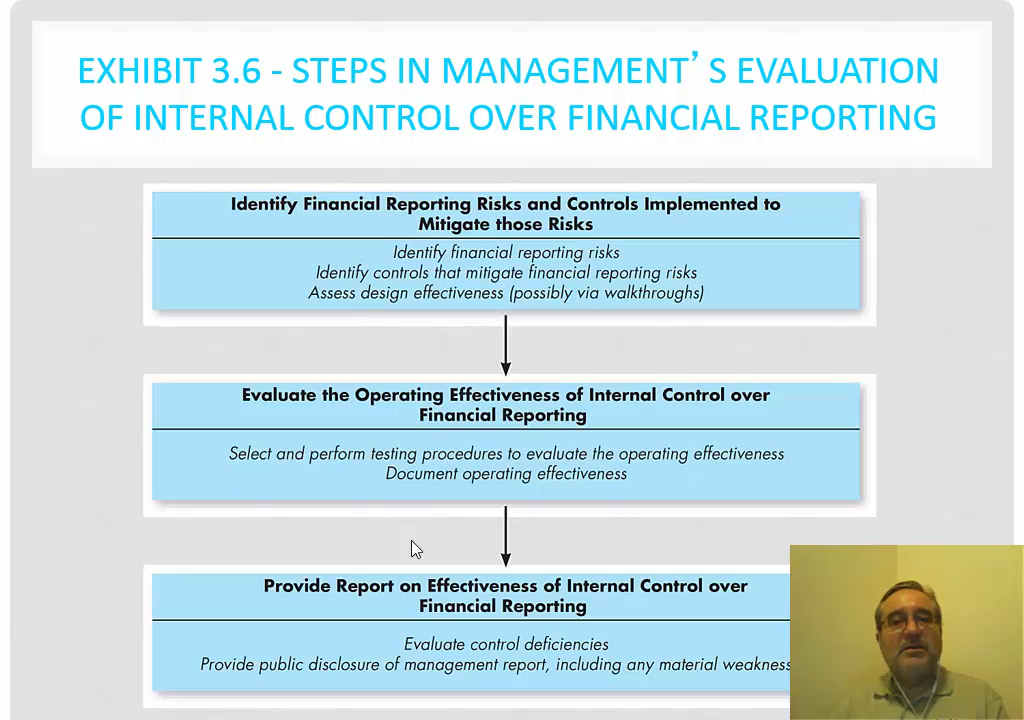 EXHIBIT 3.6 - STEPS IN MANAGEMENT’S EVALUATION
OF INTERNAL CONTROL OVER FINANCIAL REPORTING
Identify Financial Reporting Risks and Controls Implemented to
Mitigate those Risks
Identify financial reporting risks
Identify controls that mitigate financial reporting risks
Assess design effectiveness (possibly via walkthroughs)
Evaluate the Operating Effectiveness of Internal Control over
Financial Reporting
Select and perform testing procedures to evaluate the operating effectiveness
Document operating effectiveness
Provide Report on Effectiveness of Internal Control over
Financial Reporting
Evaluate control deficiencies
Provide public disclosure of management report, including any material